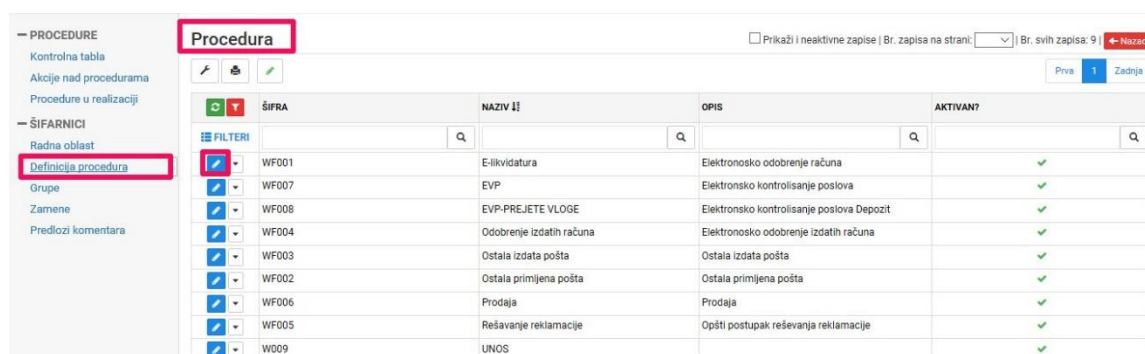 PROCEDURE
Kontrolna tabla
Akcije nad procedurama
Procedure u realizaciji
ŠIFARNICI
Radna oblast
Definicija procedura
Grupe
Zamene
Predlozi komentara
Procedura
Prikaži i neaktivne zapise | Br. zapisa na strani: | Br. svih zapisa: 9 | Nazad
Prva 1 Zadnja
ŠIFRA NAZIV OPIS AKTIVAN?
FILTERI
WF001 E-likvidatura Elektronosko odobrenje računa
WF007 EVP Elektronsko kontrolisanje poslova
WF008 EVP-PREJETE VLOGE Elektronsko kontrolisanje poslova Depozit
WF004 Odobrenje izdatih računa Elektronosko odobrenje izdatih računa
WF003 Ostala izdata pošta Ostala izdata pošta
WF002 Ostala primljena pošta Ostala primljena pošta
WF006 Prodaja Prodaja
WF005 Rešavanje reklamacije Opšti postupak reševanja reklamacije
W009 UNOS